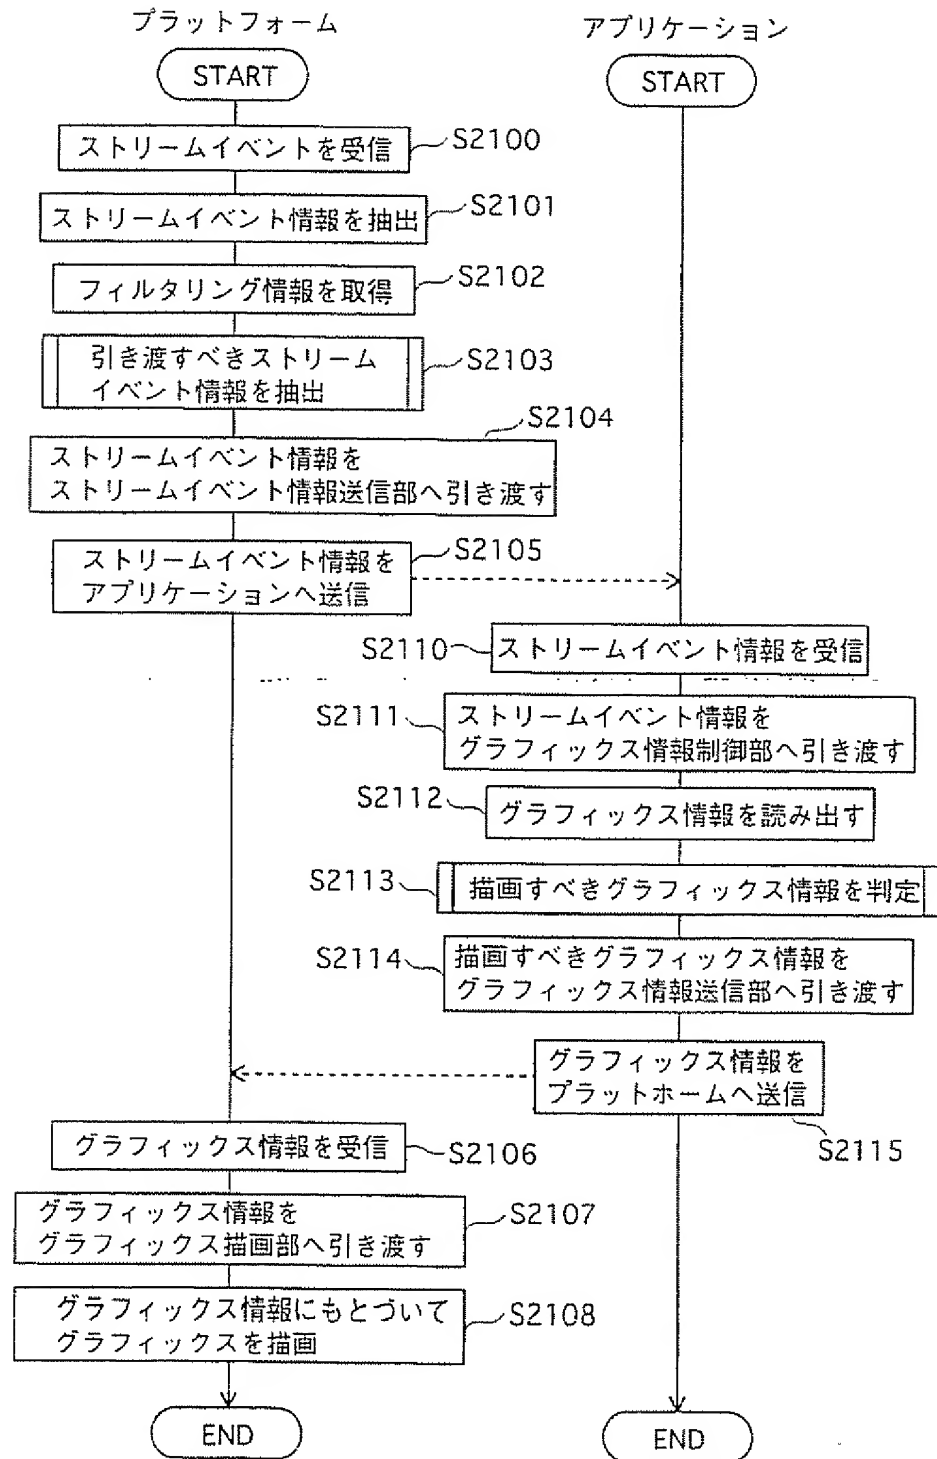 プラットフォーム
アプリケーション
START
START
ストリームイベントを受信
S2100
ストリームイベント情報を抽出
S2101
フィルタリング情報を取得
S2102
引き渡すべきストリーム
イベント情報を抽出
S2103
S2104
ストリームイベント情報を
ストリームイベント情報送信部へ引き渡す
ストリームイベント情報を
アプリケーションへ送信
S2105
S2110
ストリームイベント情報を受信
S2111
ストリームイベント情報を
グラフィックス情報制御部へ引き渡す
S2112
グラフィックス情報を読み出す
S2113
描画すべきグラフィックス情報を判定
S2114
描画すべきグラフィックス情報を
グラフィックス情報送信部へ引き渡す
グラフィックス情報を
プラットホームへ送信
S2115
グラフィックス情報を受信
S2106
グラフィックス情報を
グラフィックス描画部へ引き渡す
S2107
グラフィックス情報にもとづいて
グラフィックスを描画
S2108
END
END